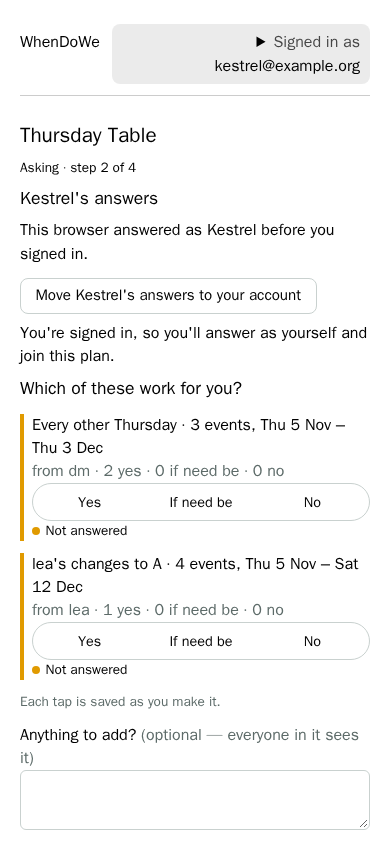 WhenDoWe
▶ Signed in as
kestrel@example.org
Thursday Table
Asking · step 2 of 4
Kestrel's answers
This browser answered as Kestrel before you
signed in.
Move Kestrel's answers to your account
You're signed in, so you'll answer as yourself and
join this plan.
Which of these work for you?
Every other Thursday · 3 events, Thu 5 Nov –
Thu 3 Dec
from dm · 2 yes · 0 if need be · 0 no
Yes If need be No
Not answered
lea's changes to A · 4 events, Thu 5 Nov – Sat
12 Dec
from lea · 1 yes · 0 if need be · 0 no
Yes If need be No
Not answered
Each tap is saved as you make it.
Anything to add? (optional — everyone in it sees
it)